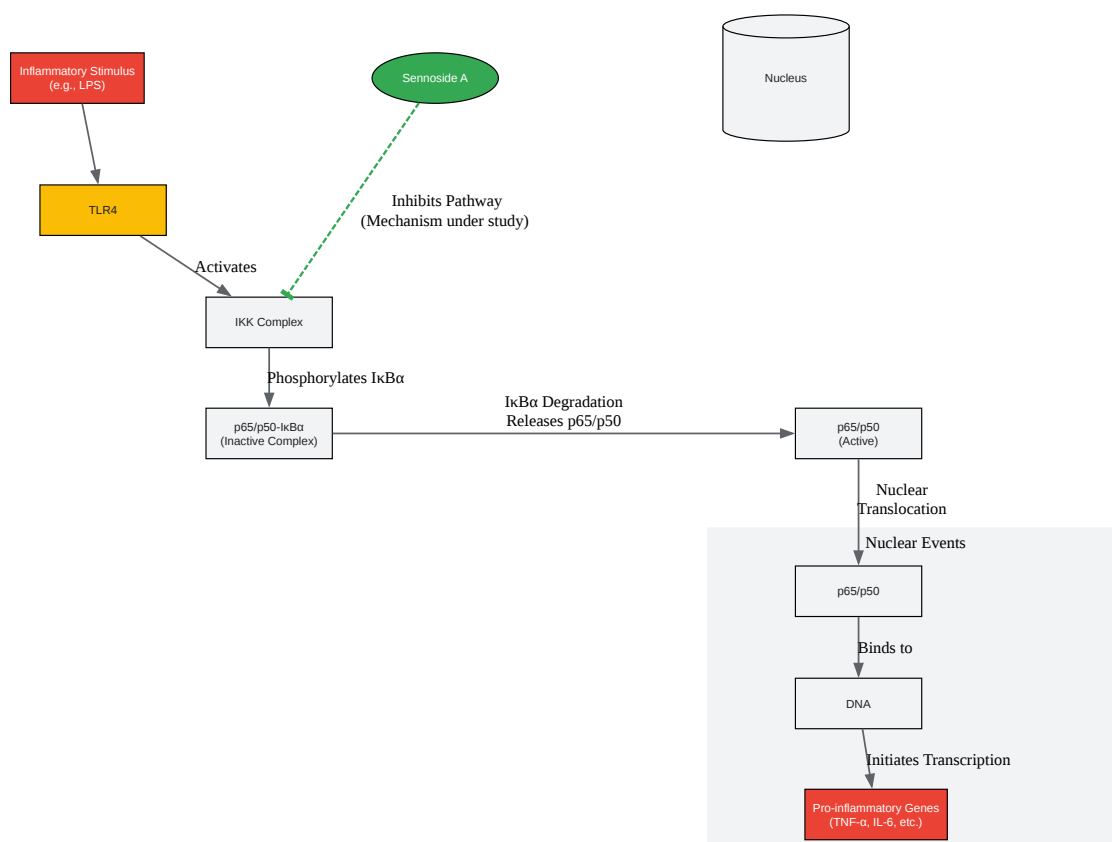 Inflammatory Stimulus
(e.g., LPS)
Sennoside A
Nucleus
TLR4
Inhibits Pathway
(Mechanism under study)
Activates
IKK Complex
Phosphorylates IκBα
p65/p50-IκBα
(Inactive Complex)
IκBα Degradation
Releases p65/p50
p65/p50
(Active)
Nuclear
Translocation
Nuclear Events
p65/p50
Binds to
DNA
Initiates Transcription
Pro-inflammatory Genes
(TNF-α, IL-6, etc.)